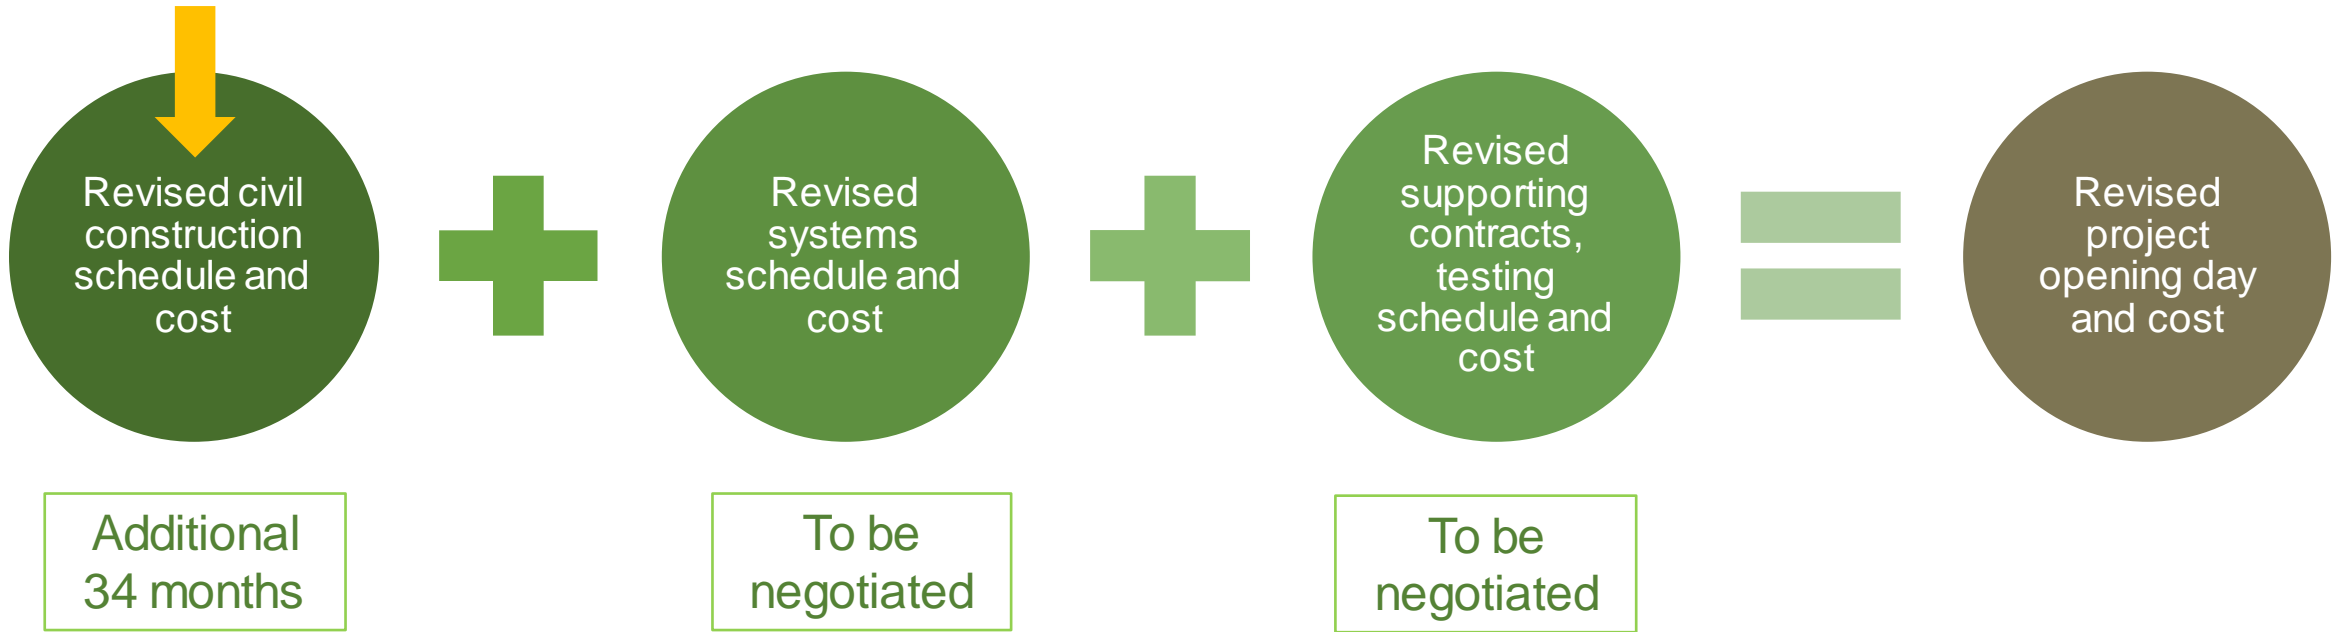 Revised civil
construction
schedule and
cost
Revised
systems
schedule and
cost
Revised
supporting
contracts,
testing
schedule and
cost
Revised
project
opening day
and cost
Additional
34 months
To be
negotiated
To be
negotiated